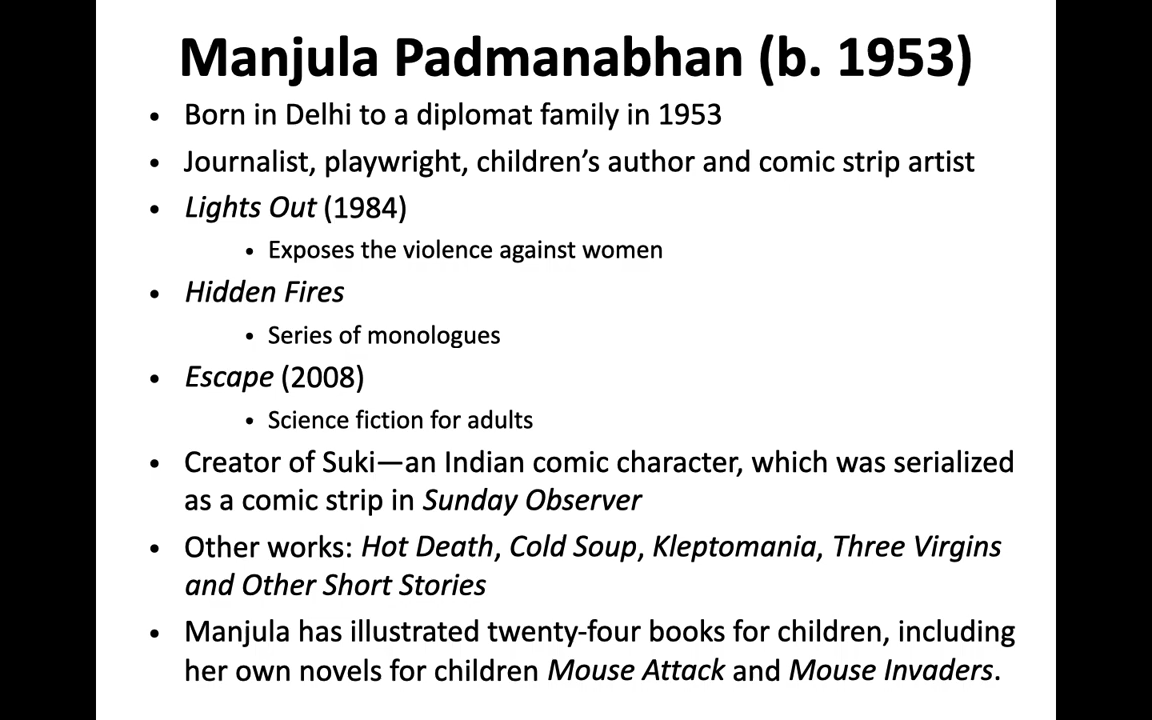 Manjula Padmanabhan (b. 1953)
• Born in Delhi to a diplomat family in 1953
• Journalist, playwright, children’s author and comic strip artist
• Lights Out (1984)
• Exposes the violence against women
• Hidden Fires
• Series of monologues
• Escape (2008)
• Science fiction for adults
• Creator of Suki—an Indian comic character, which was serialized
as a comic strip in Sunday Observer
• Other works: Hot Death, Cold Soup, Kleptomania, Three Virgins
and Other Short Stories
• Manjula has illustrated twenty-four books for children, including
her own novels for children Mouse Attack and Mouse Invaders.